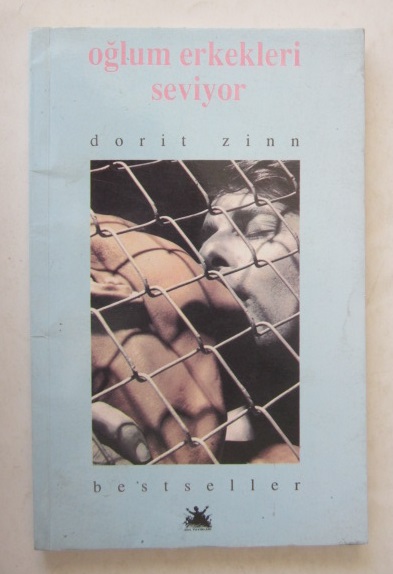 oğlum erkekleri
seviyor
dorit zinn
bestseller